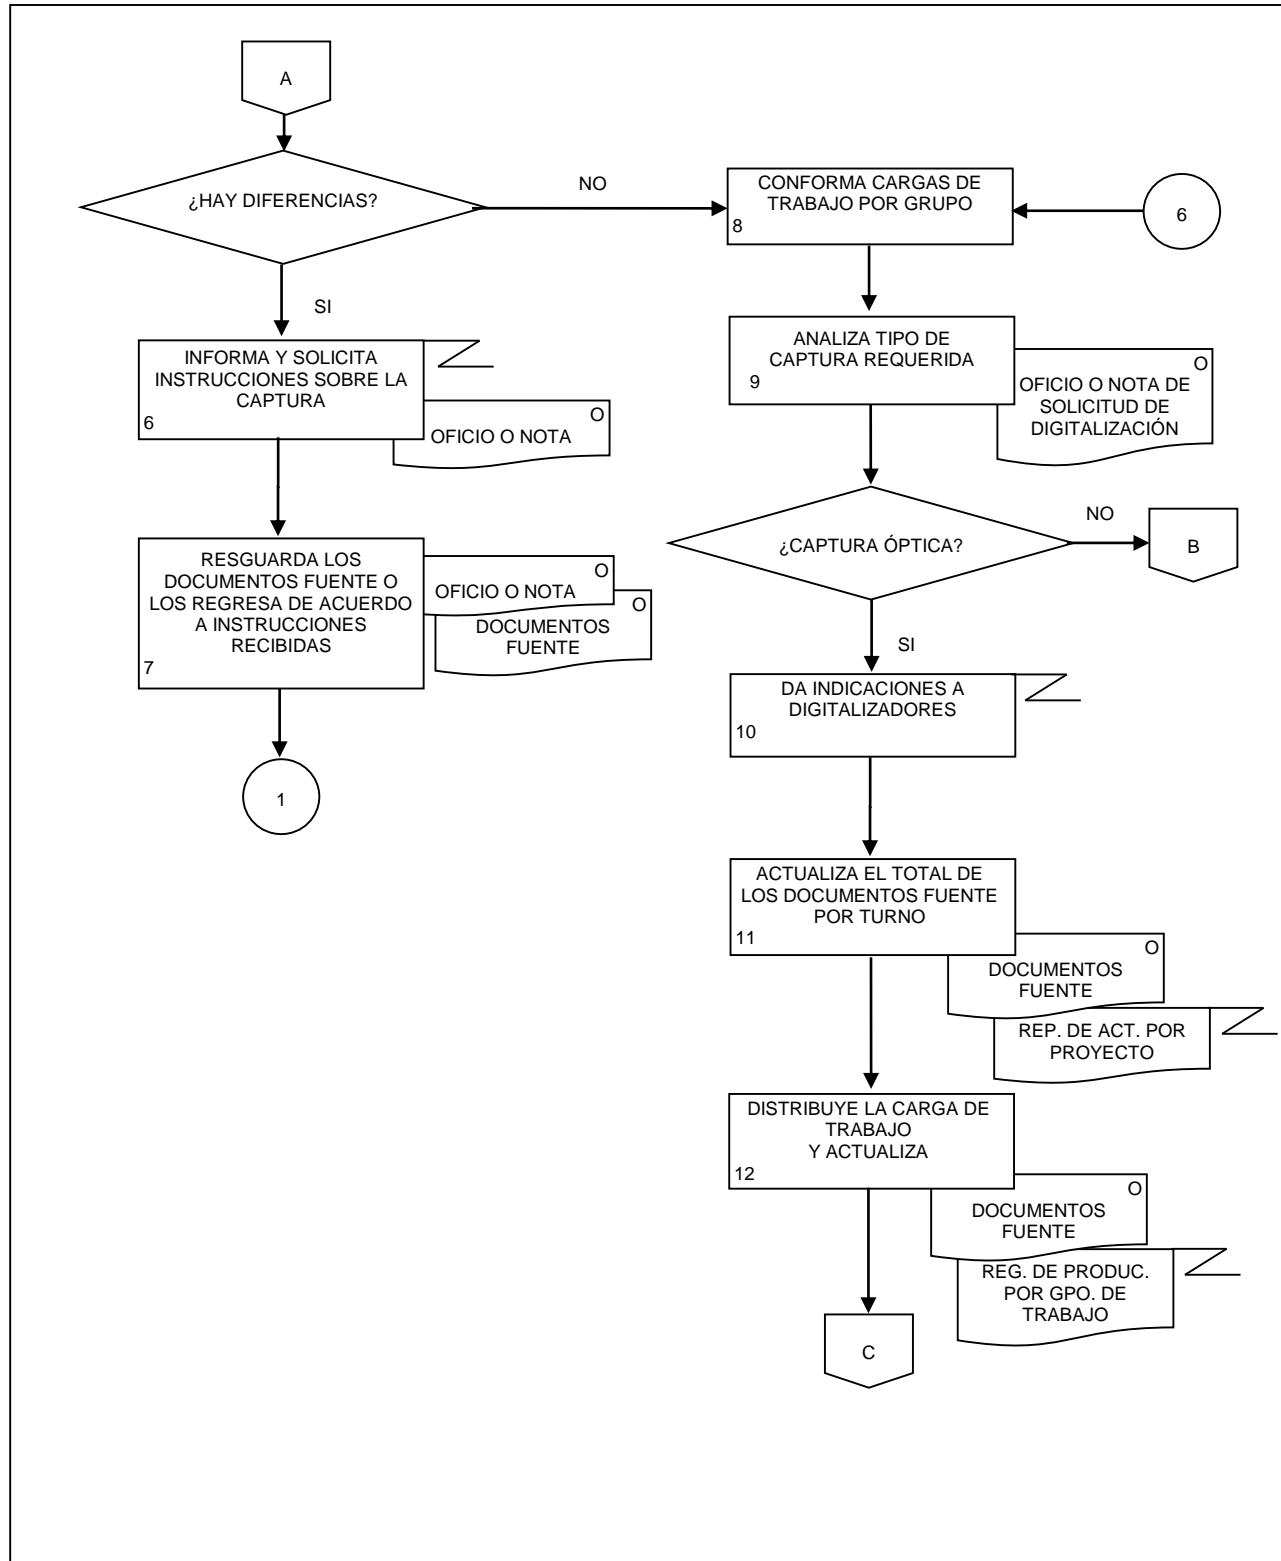 A
¿HAY DIFERENCIAS?
NO
CONFORMA CARGAS DE
TRABAJO POR GRUPO
8
6
SI
INFORMA Y SOLICITA
INSTRUCCIONES SOBRE LA
CAPTURA
6
O
OFICIO O NOTA
ANALIZA TIPO DE
CAPTURA REQUERIDA
9
O
OFICIO O NOTA DE
SOLICITUD DE
DIGITALIZACIÓN
RESGUARDA LOS
DOCUMENTOS FUENTE O
LOS REGRESA DE ACUERDO
A INSTRUCCIONES
RECIBIDAS
7
O
OFICIO O NOTA
O
DOCUMENTOS
FUENTE
1
¿CAPTURA ÓPTICA?
NO
B
SI
DA INDICACIONES A
DIGITALIZADORES
10
ACTUALIZA EL TOTAL DE
LOS DOCUMENTOS FUENTE
POR TURNO
11
O
DOCUMENTOS
FUENTE
REP. DE ACT. POR
PROYECTO
DISTRIBUYE LA CARGA DE
TRABAJO
Y ACTUALIZA
12
O
DOCUMENTOS
FUENTE
REG. DE PRODUC.
POR GPO. DE
TRABAJO
C